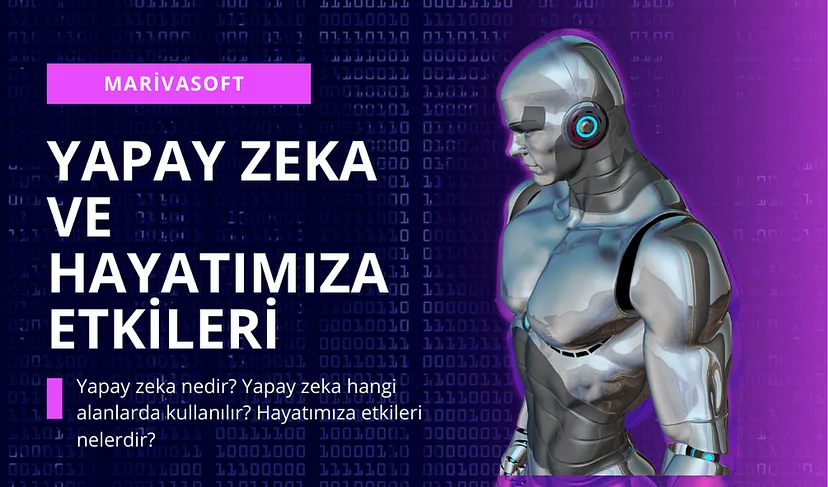 MARİVASOFT
YAPAY ZEKA
VE
HAYATIMIZA
ETKİLERİ
Yapay zeka nedir? Yapay zeka hangi
alanlarda kullanılır? Hayatımıza etkileri
nelerdir?